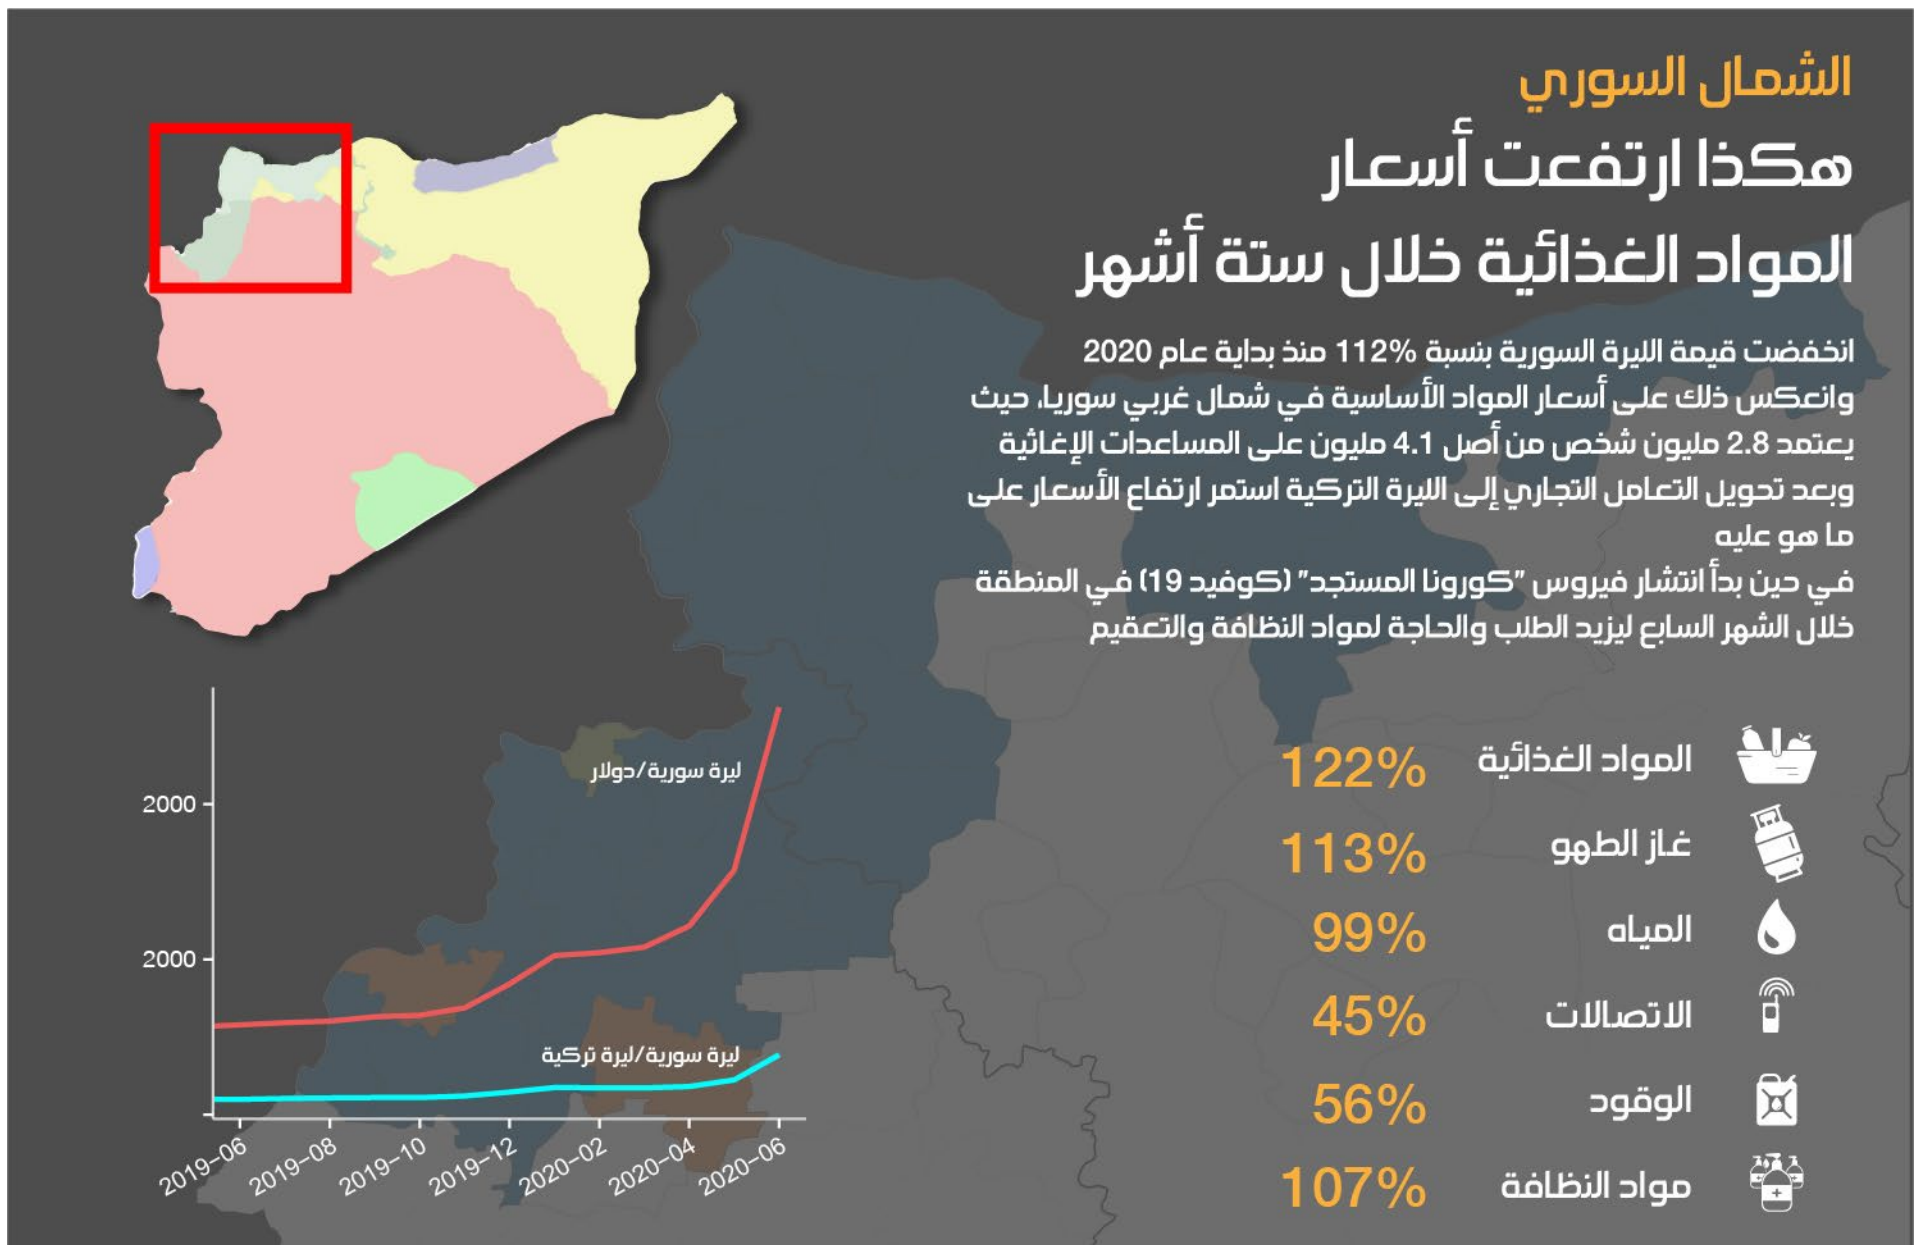 الشمال السوري
هكذا ارتفعت أسعار
المواد الغذائية خلال ستة أشهر
انخفضت قيمة الليرة السورية بنسبة 112% منذ بداية عام 2020
وانعكس ذلك على أسعار المواد الأساسية في شمال غربي سوريا، حيث
يعتمد 2.8 مليون شخص من أصل 4.1 مليون على المساعدات الإغاثية
وبعد تحويل التعامل التجاري إلى الليرة التركية استمر ارتفاع الأسعار على
ما هو عليه
في حين بدأ انتشار فيروس "كورونا المستجد" (كوفيد 19) في المنطقة
خلال الشهر السابع ليزيد الطلب والحاجة لمواد النظافة والتعقيم
المواد الغذائية 122%
غاز الطهو 113%
المياه 99%
الاتصالات 45%
الوقود 56%
مواد النظافة 107%
ليرة سورية/دولار
2000
2000
ليرة سورية/ليرة تركية
2019-06 2019-08 2019-10 2019-12 2020-02 2020-04 2020-06